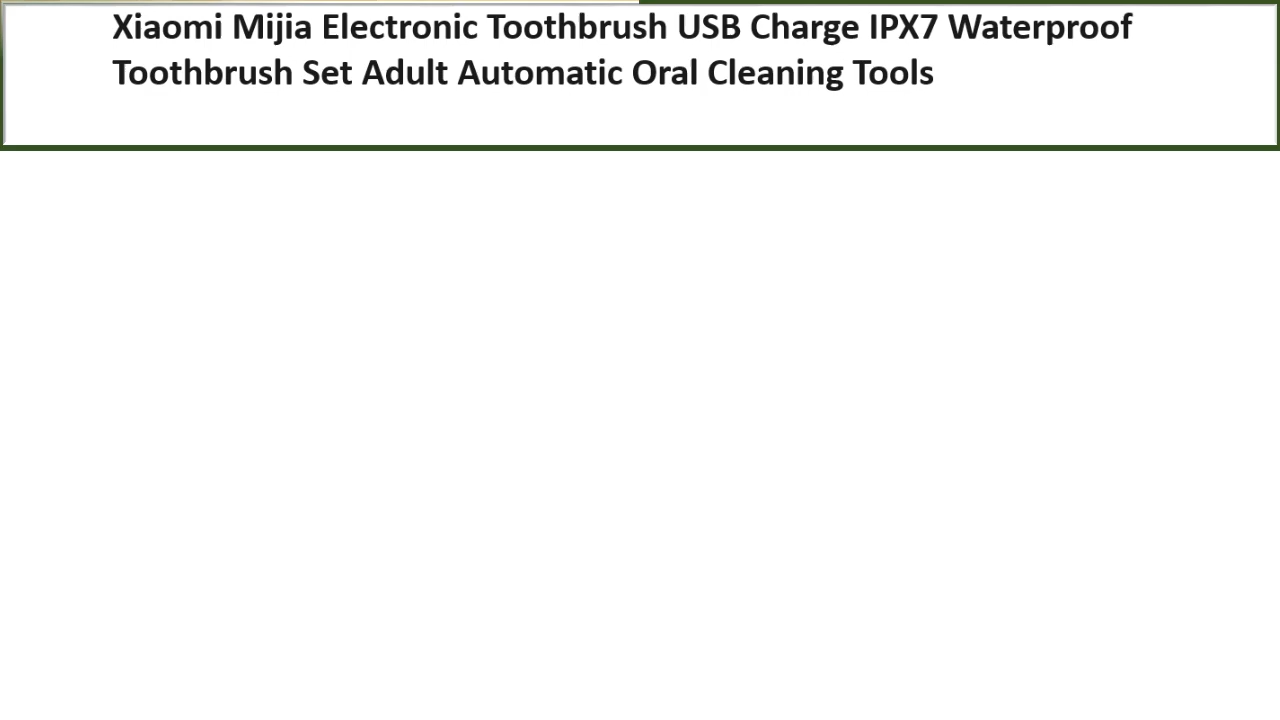 Xiaomi Mijia Electronic Toothbrush USB Charge IPX7 Waterproof
Toothbrush Set Adult Automatic Oral Cleaning Tools